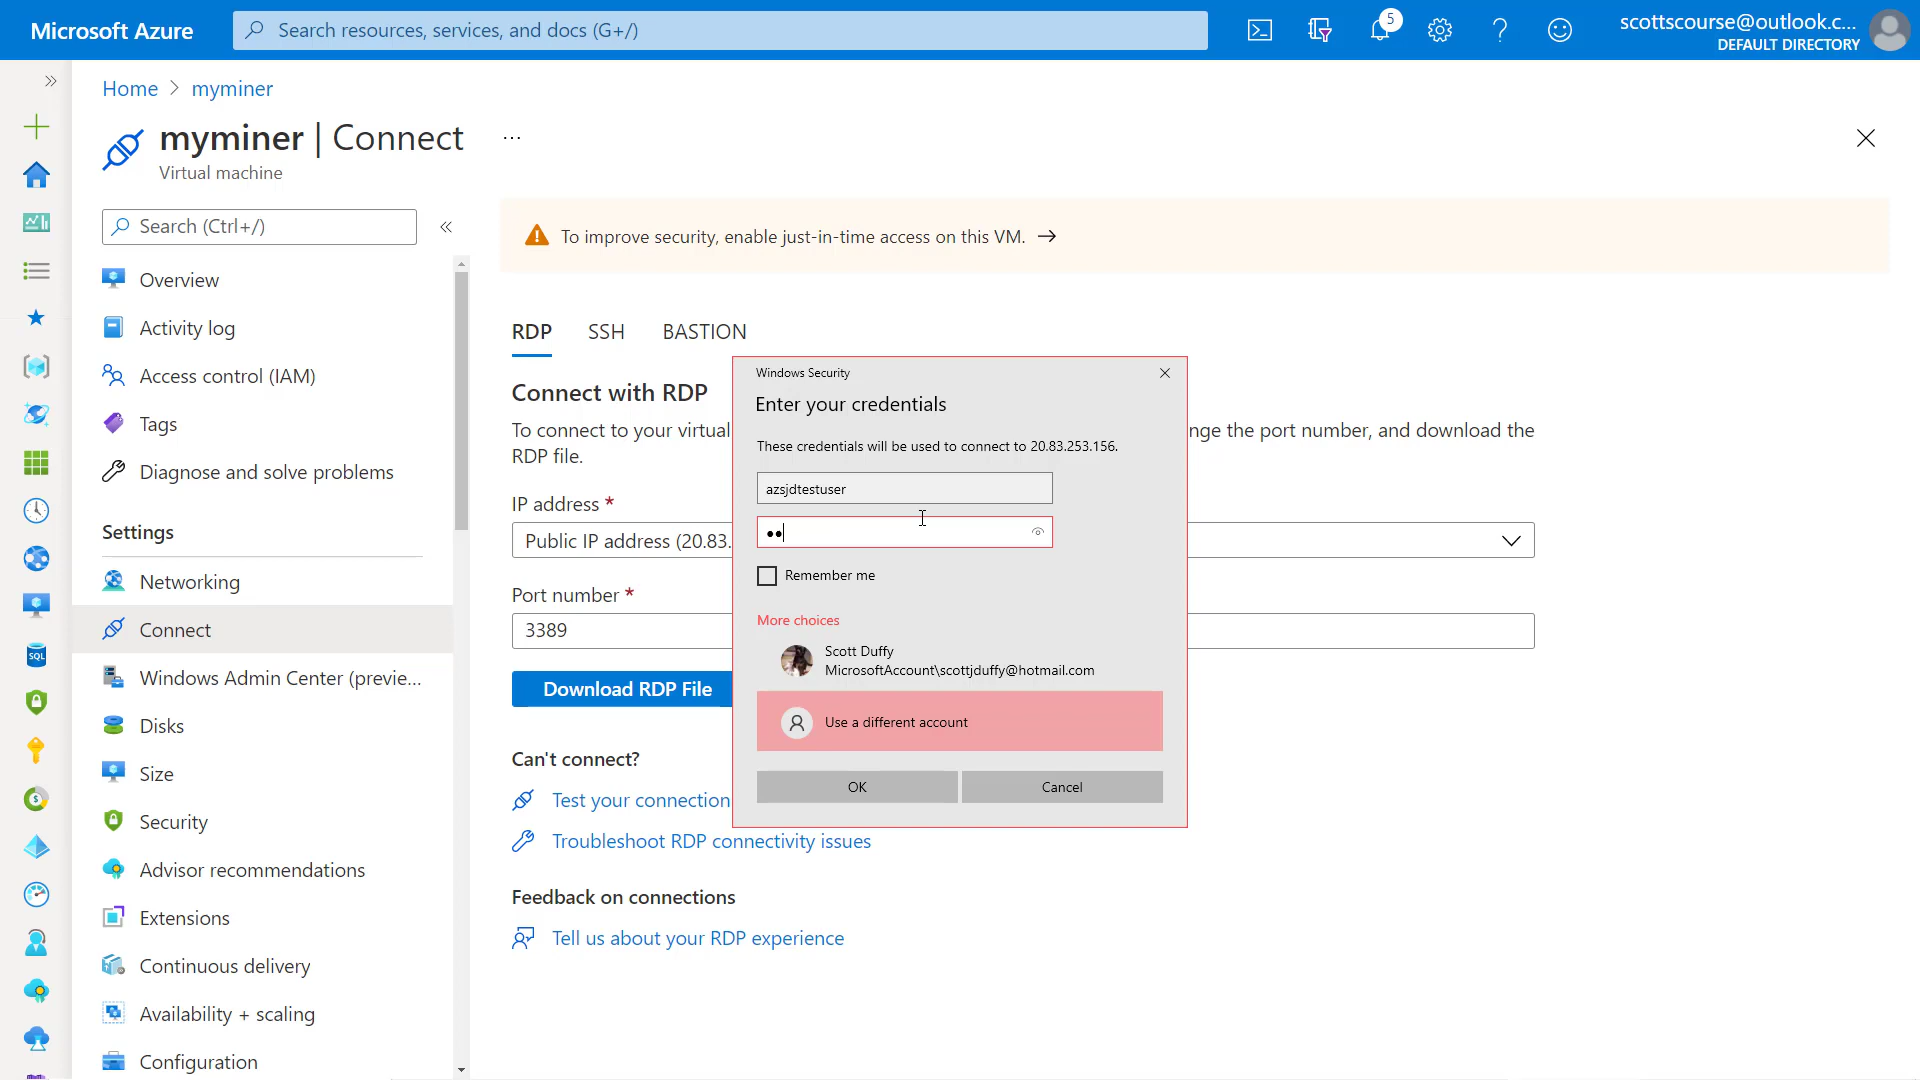 Microsoft Azure
Search resources, services, and docs (G+/)
5
scottscourse@outlook.c...
DEFAULT DIRECTORY
Home > myminer
myminer | Connect
...
Virtual machine
Search (Ctrl+/)
Overview
Activity log
Access control (IAM)
Tags
Diagnose and solve problems
Settings
Networking
Connect
Windows Admin Center (previe...
Disks
Size
Security
Advisor recommendations
Extensions
Continuous delivery
Availability + scaling
Configuration
SQL
To improve security, enable just-in-time access on this VM.
RDP SSH BASTION
Connect with RDP
To connect to your virtual
nge the port number, and download the
RDP file.
IP address *
Public IP address (20.83.
Port number *
3389
Download RDP File
Can't connect?
Test your connection
Troubleshoot RDP connectivity issues
Feedback on connections
Tell us about your RDP experience
Windows Security
Enter your credentials
These credentials will be used to connect to 20.83.253.156.
azsjdtestuser
●●
Remember me
More choices
Scott Duffy
MicrosoftAccount\scottjduffy@hotmail.com
Use a different account
OK
Cancel